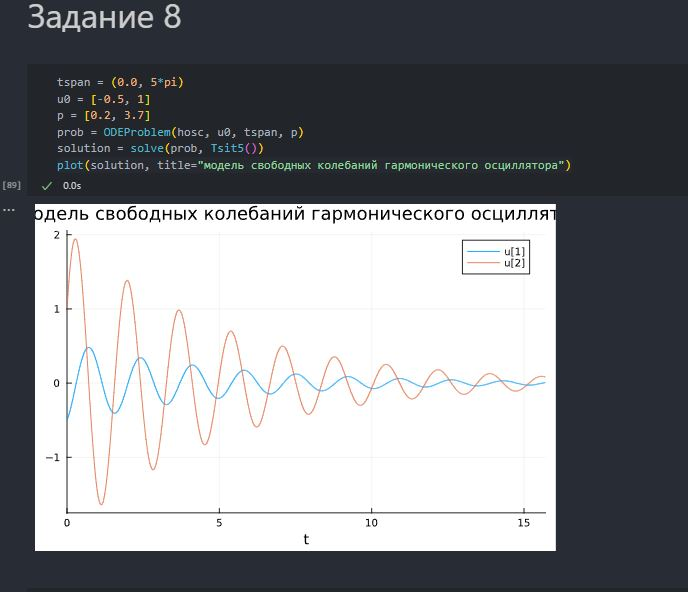 Задание 8
tspan = (0.0, 5*pi)
u0 = [-0.5, 1]
p = [0.2, 3.7]
prob = ODEProblem(hosc, u0, tspan, p)
solution = solve(prob, Tsit5())
plot(solution, title="модель свободных колебаний гармонического осциллятора")
[89] ✓ 0.0s
...
одель свободных колебаний гармонического осциллят
2
u[1]
u[2]
1
0
−1
0 5 10 15
t